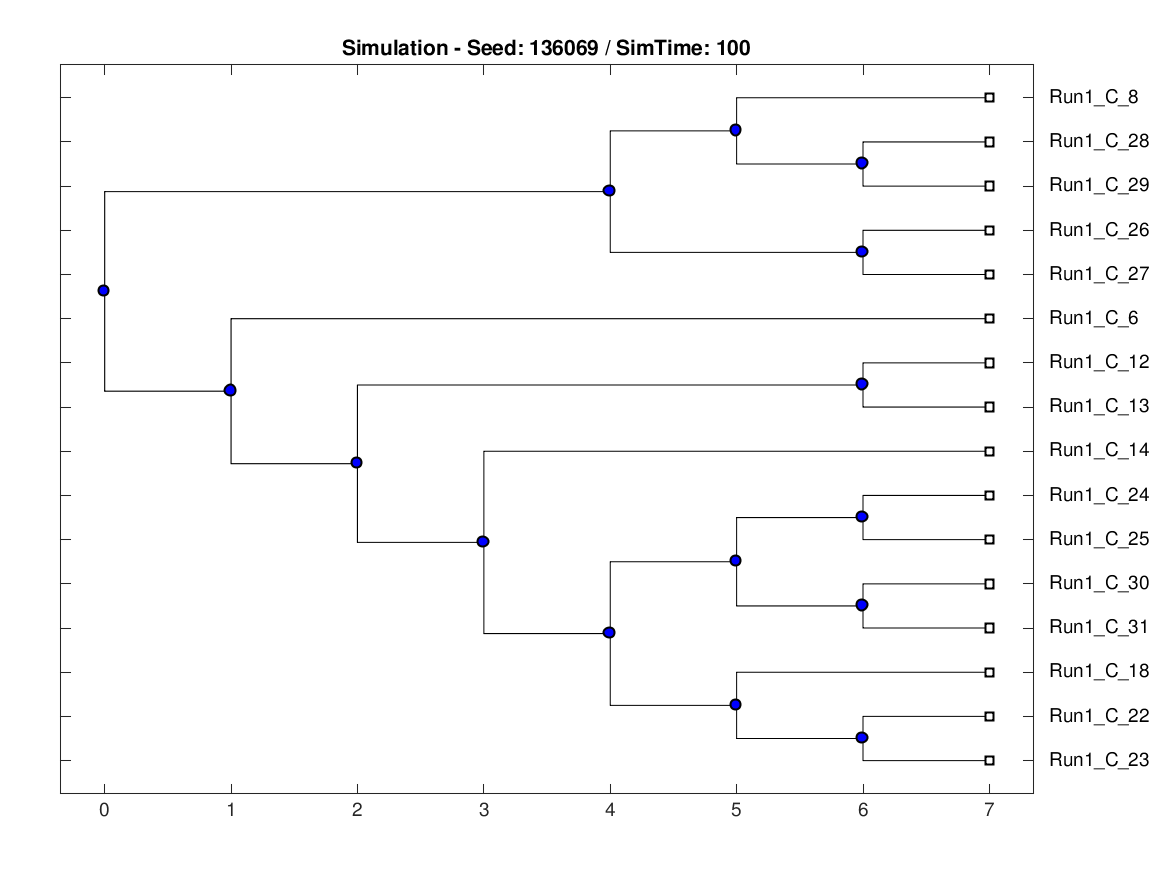 Simulation - Seed: 136069 / SimTime: 100
Run1_C_8
Run1_C_28
Run1_C_29
Run1_C_26
Run1_C_27
Run1_C_6
Run1_C_12
Run1_C_13
Run1_C_14
Run1_C_24
Run1_C_25
Run1_C_30
Run1_C_31
Run1_C_18
Run1_C_22
Run1_C_23
0 1 2 3 4 5 6 7